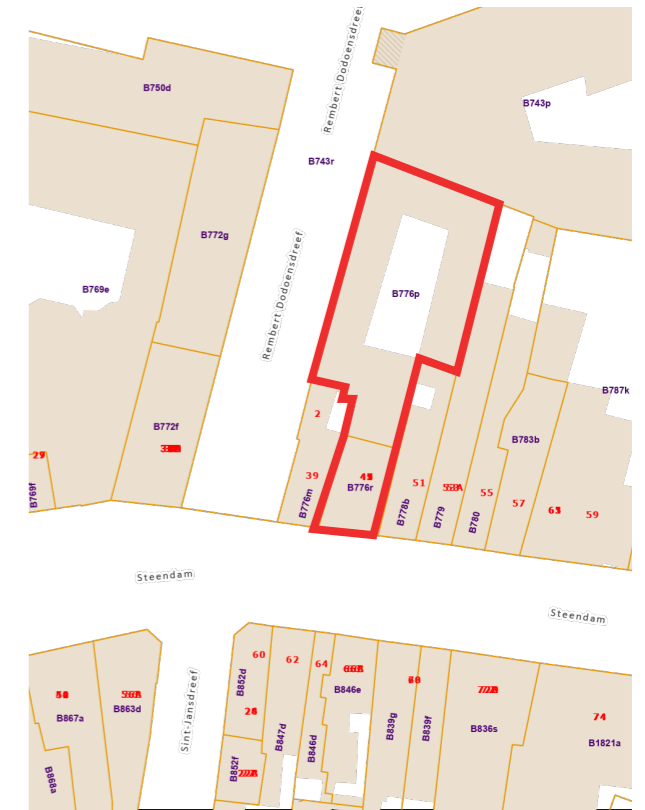 Rembert Dodoensdreef
B750d
B743p
B743r
B772g
Rembert Dodoensdreef
B769e
B776p
B787k
2
B772f
B783b
29
39
B776r
51
53A
55
57
59
B769f
B776m
B778b
B779
B780
Steendam
Steendam
60
62
64
B852d
B846e
B867a
B863d
Sint-Jansdreef
B847d
B846d
B839g
B839f
B836s
74
B1821a
B868a
B852f